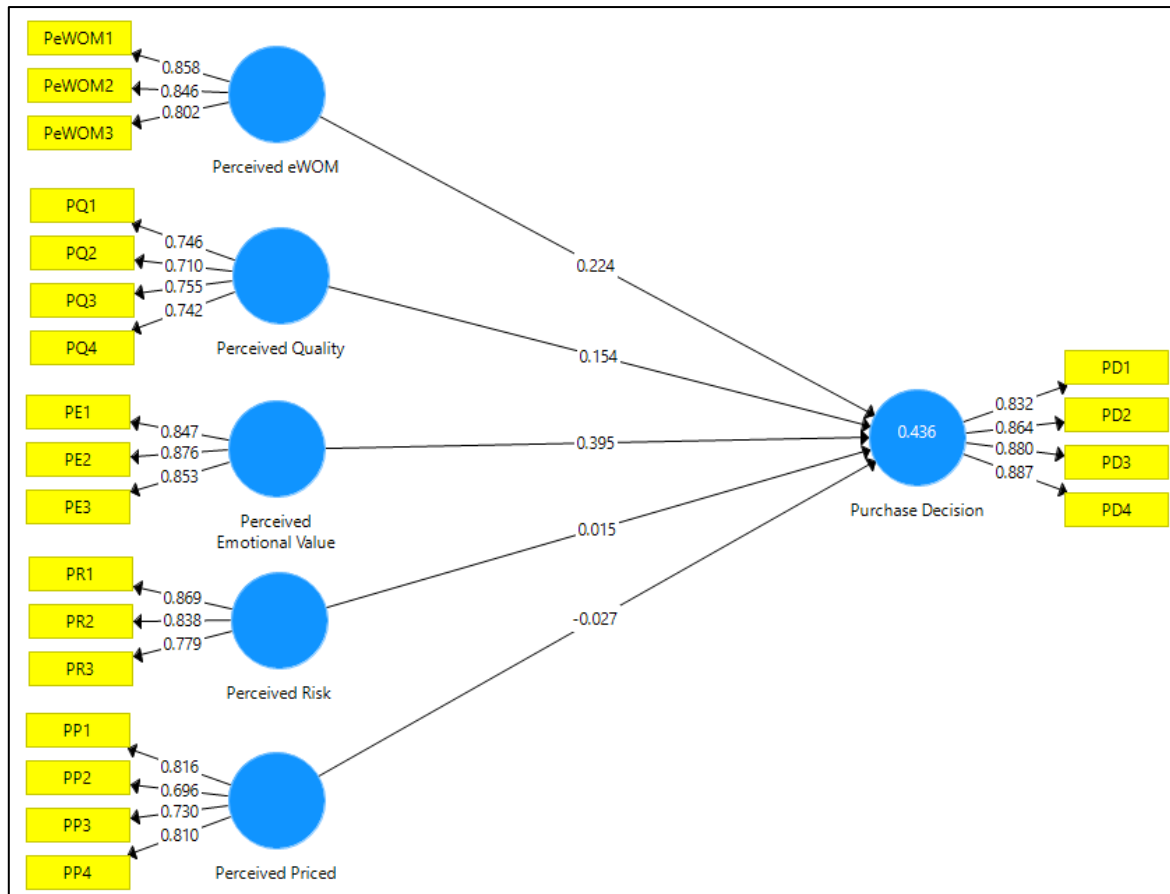 PeWOM1
0.858
PeWOM2
0.846
0.802
PeWOM3
Perceived eWOM
PQ1
0.746
PQ2
0.710
0.755
PQ3
0.742
PQ4
Perceived Quality
PE1
0.847
PE2
0.876
0.853
PE3
Perceived
Emotional Value
PR1
0.869
PR2
0.838
0.779
PR3
Perceived Risk
PP1
0.816
PP2
0.696
0.730
PP3
0.810
PP4
Perceived Priced
0.224
0.154
0.395
0.015
-0.027
0.436
Purchase Decision
PD1
0.832
PD2
0.864
0.880
PD3
0.887
PD4